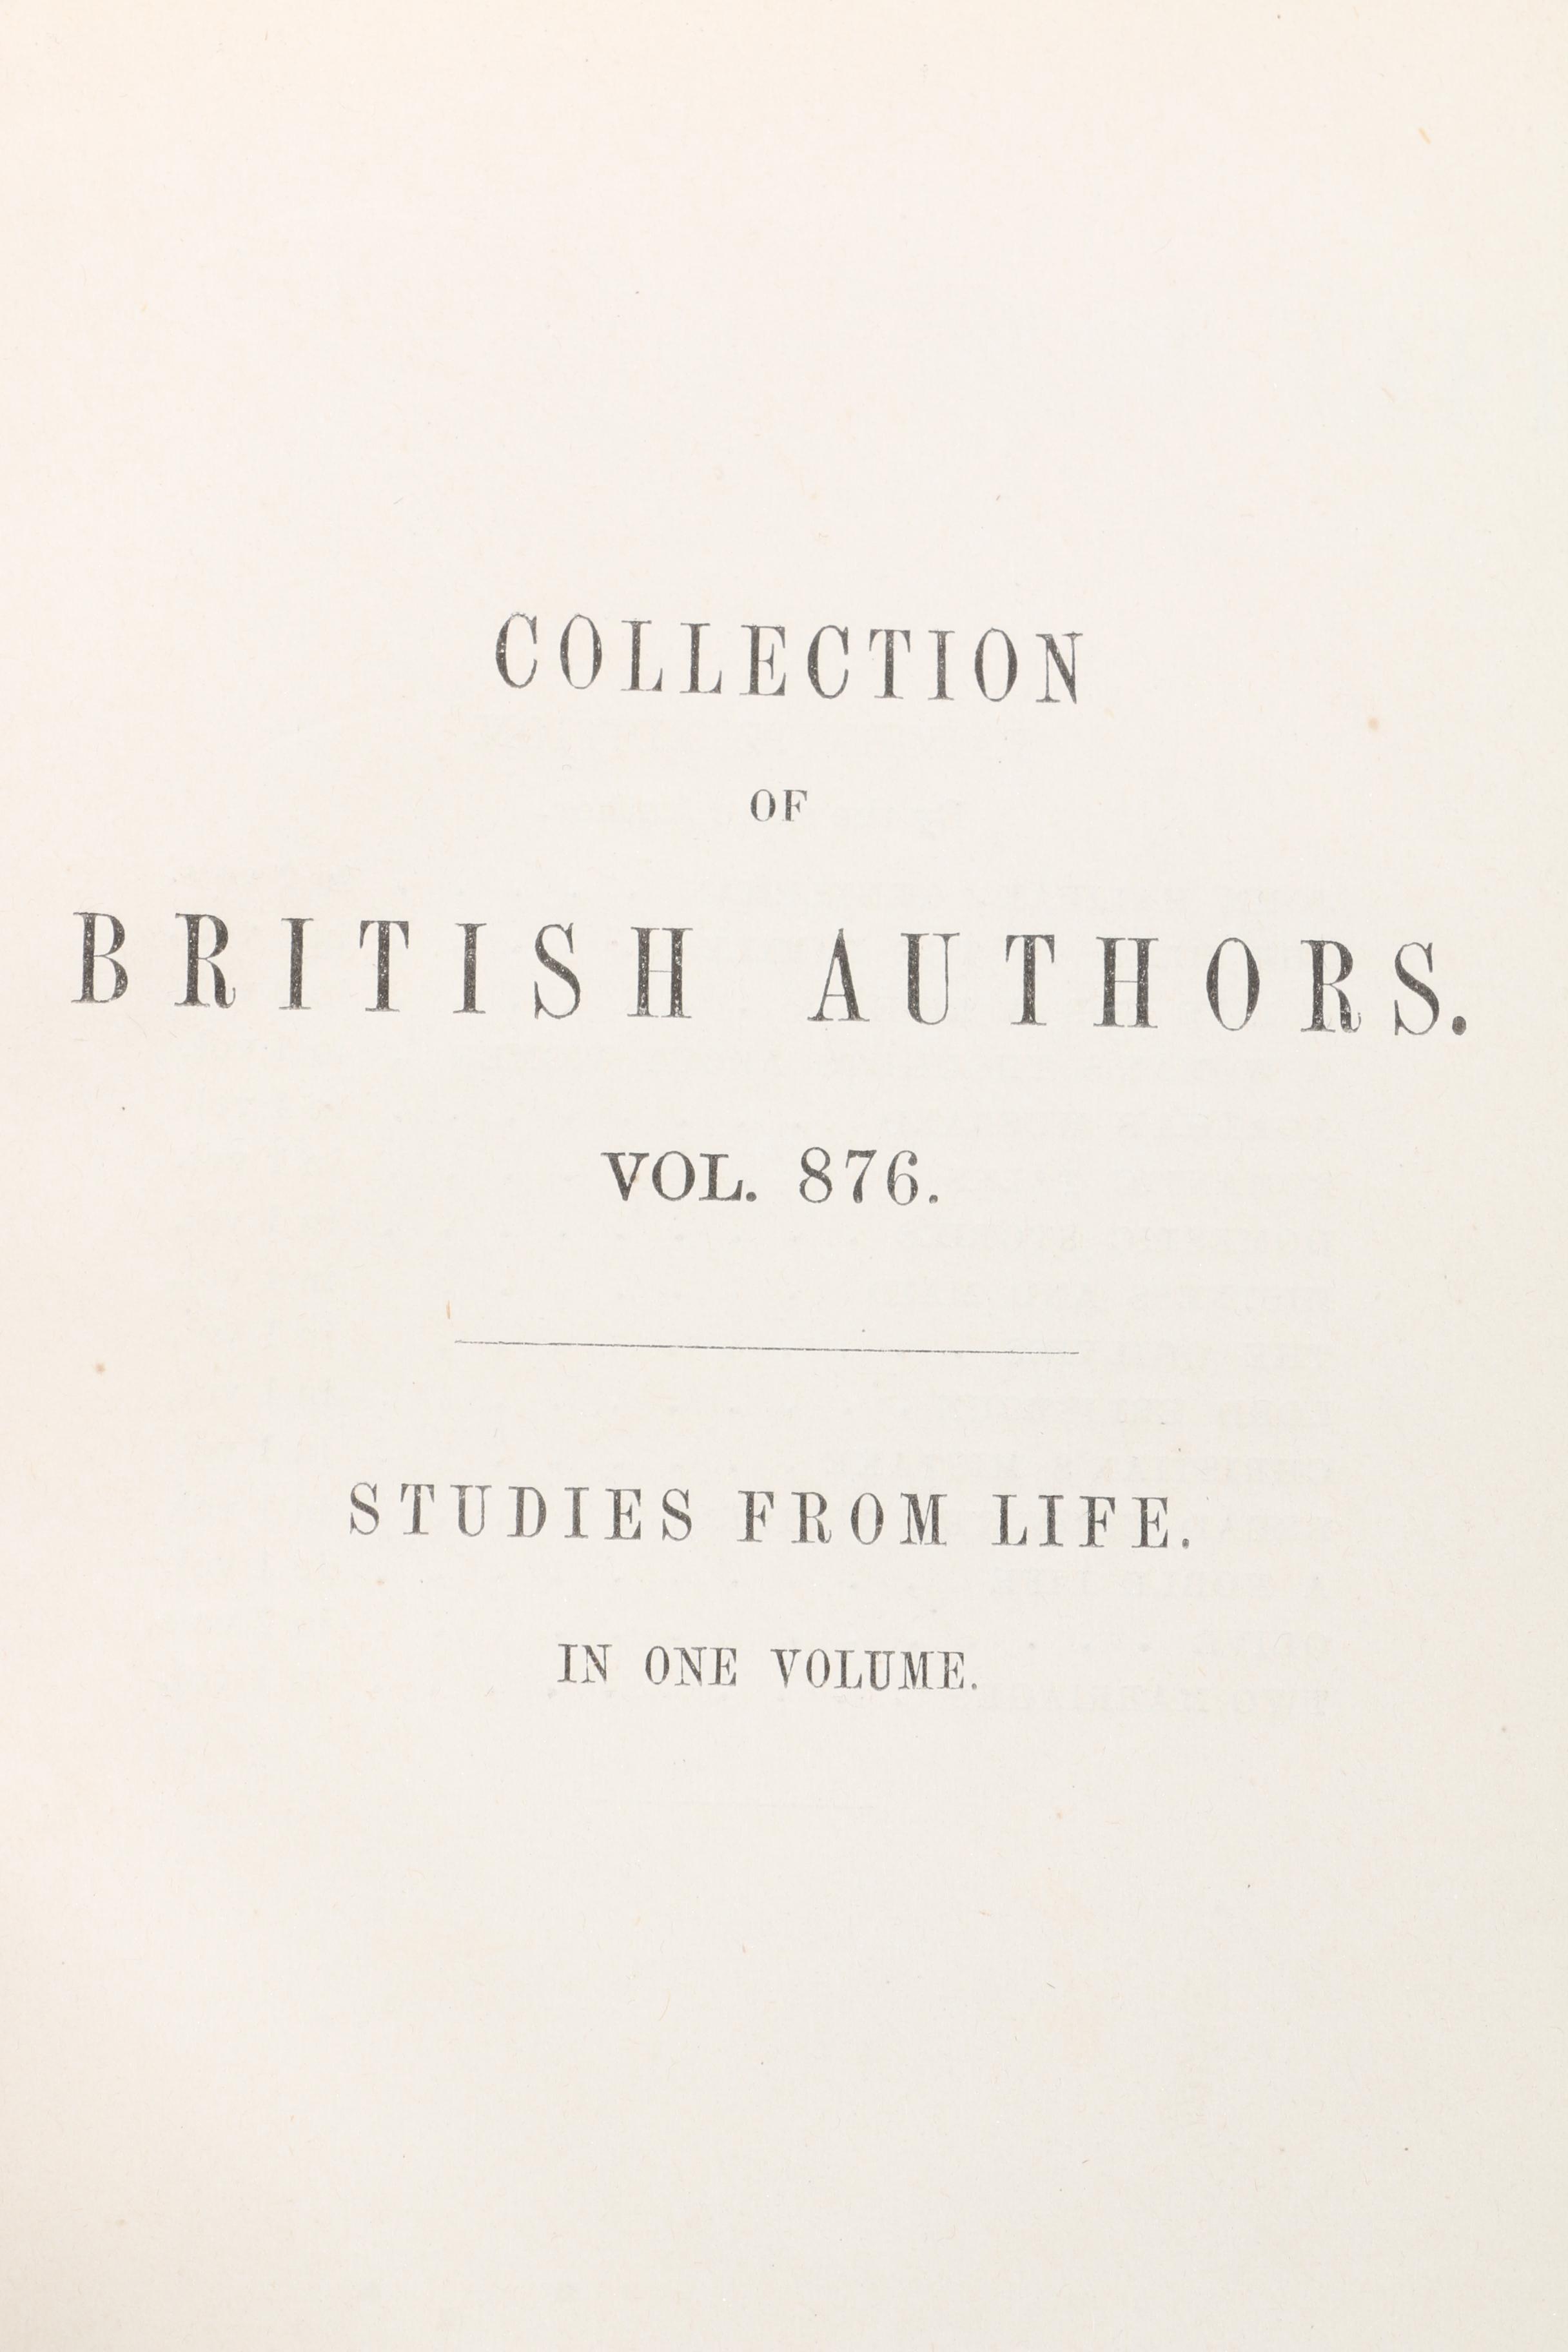 COLLECTION
OF
BRITISH AUTHORS.
VOL. 876.
STUDIES FROM LIFE.
IN ONE VOLUME.